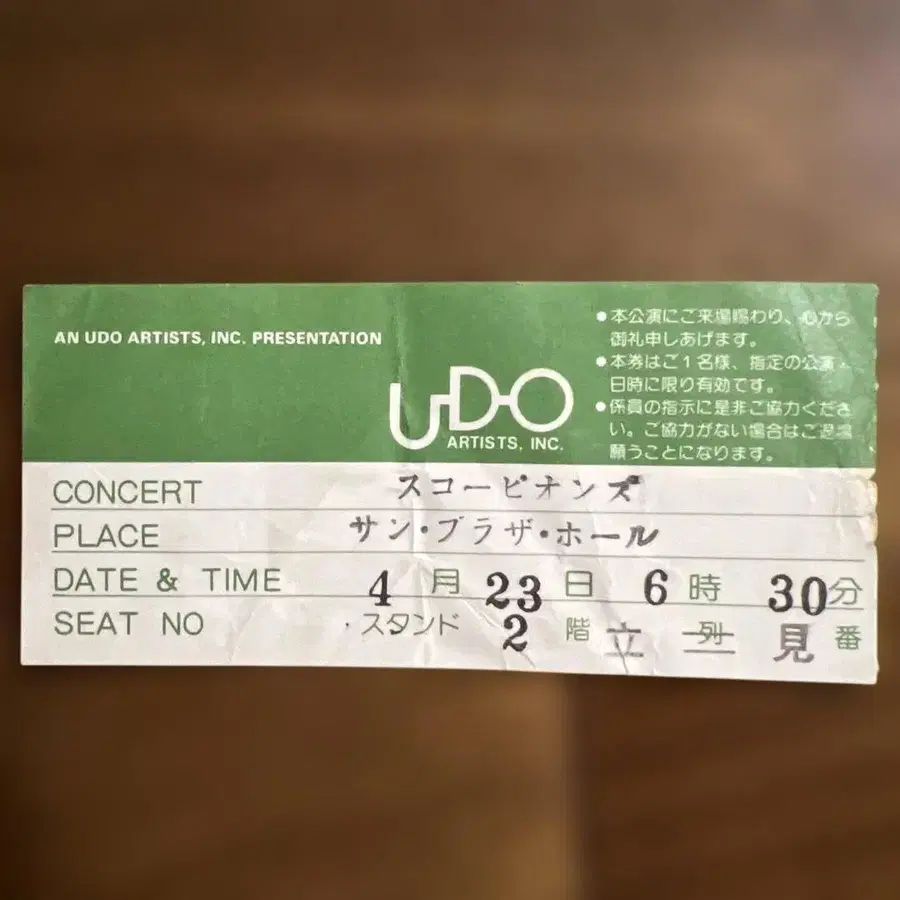 AN UDO ARTISTS, INC. PRESENTATION
UDO
ARTISTS, INC.
●本公演にご来場賜わり、心から
御礼申しあげます。
●本券はご1名様、指定の公演・
日時に限り有効です。
●係員の指示に是非ご協力くださ
い。ご協力がない場合はご退場
願うことになります。
CONCERT スコーピオンズ
PLACE サン・プラザ・ホール
DATE & TIME 4月23日6時30分
SEAT NO ・スタンド2階立列見番